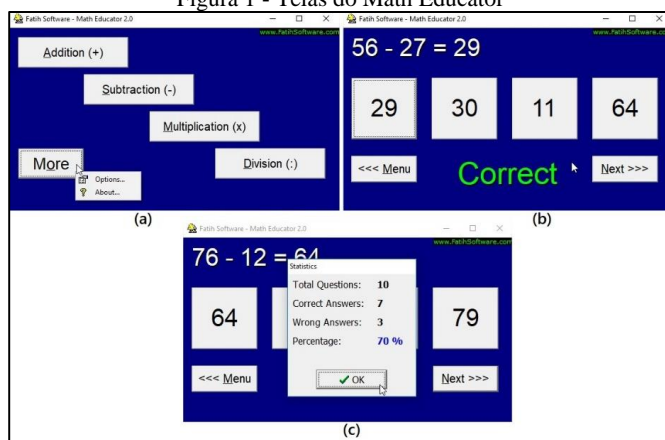 Figura 1 - Telas do Math Educator
Fatih Software - Math Educator 2.0
www.FatihSoftware.com
Addition (+)
Subtraction (-)
Multiplication (x)
More
Division (:)
Options...
About...
(a)
Fatih Software - Math Educator 2.0
www.FatihSoftware.co
56 - 27 = 29
29
30
11
64
<<< Menu
Correct
Next >>>
(b)
Fatih Software - Math Educator 2.0
www.FatihSoftware.com
76 - 12 = 64
Statistics
Total Questions: 10
Correct Answers: 7
Wrong Answers: 3
Percentage: 70 %
OK
64
79
<<< Menu
Next >>>
(c)